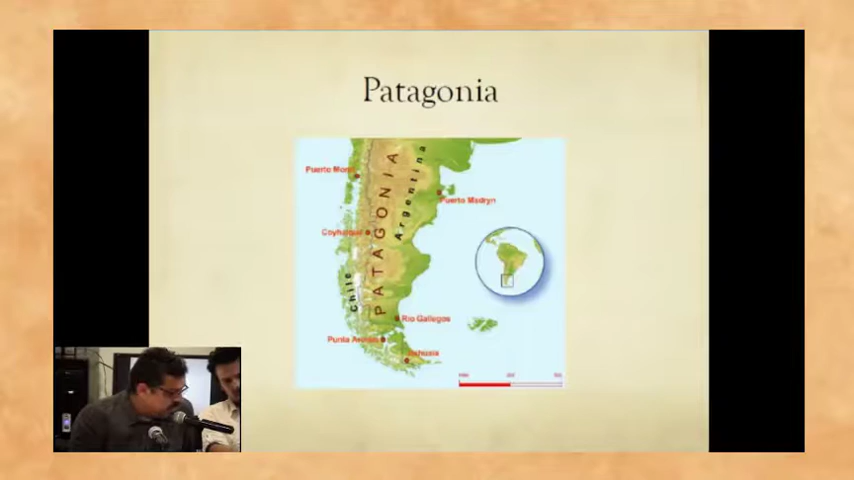 Patagonia
Puerto Montt
Puerto Madryn
Coyhaique
PATAGONIA
Argentina
Chile
Rio Gallegos
Punta Arenas
Ushuaia